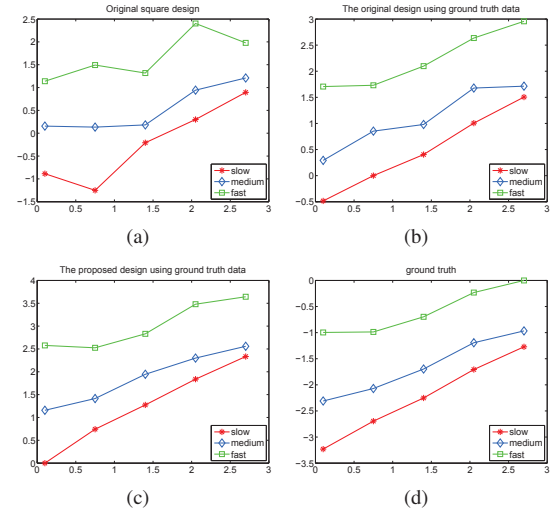 Original square design
2.5
2
1.5
1
0.5
0
−0.5
−1
−1.5
0 0.5 1 1.5 2 2.5 3
slow
medium
fast
(a)
The original design using ground truth data
3
2.5
2
1.5
1
0.5
0
−0.5
0 0.5 1 1.5 2 2.5 3
slow
medium
fast
(b)
The proposed design using ground truth data
4
3.5
3
2.5
2
1.5
1
0.5
0
0 0.5 1 1.5 2 2.5 3
slow
medium
fast
(c)
ground truth
0
−0.5
−1
−1.5
−2
−2.5
−3
−3.5
0 0.5 1 1.5 2 2.5 3
slow
medium
fast
(d)